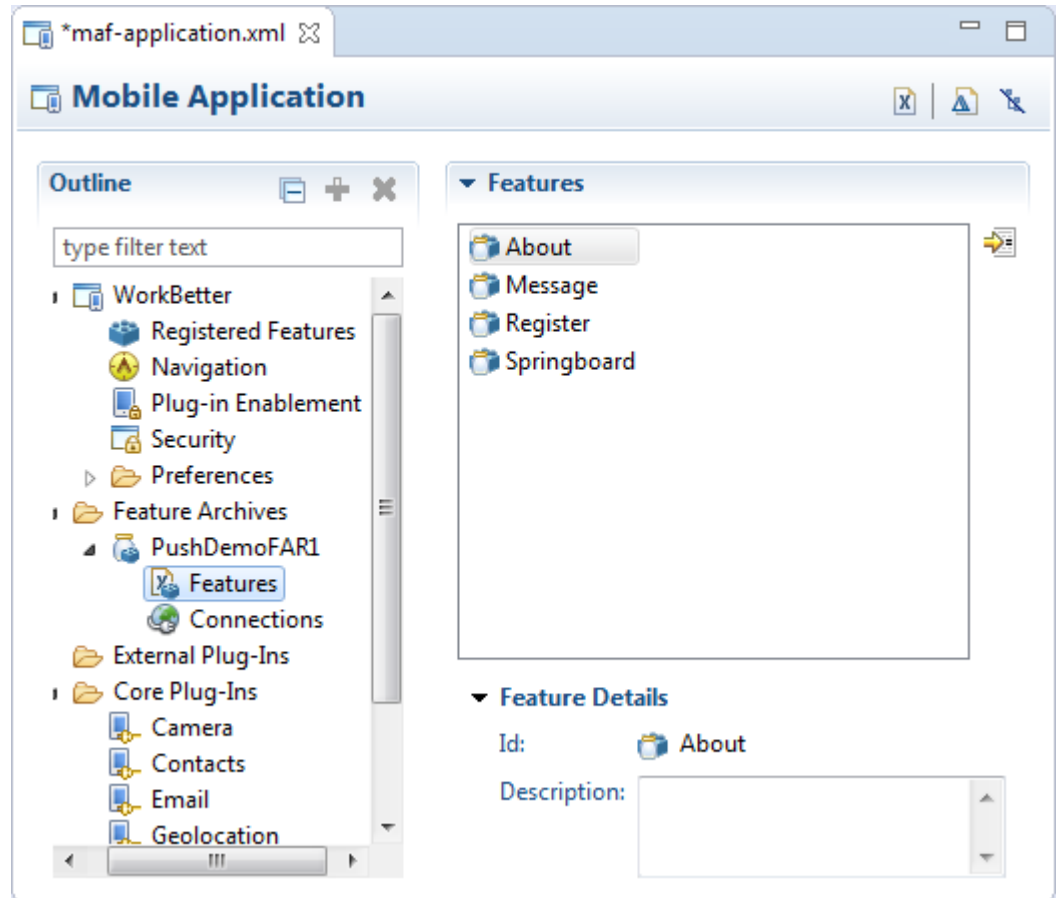 *maf-application.xml
Mobile Application
Outline
type filter text
WorkBetter
Registered Features
Navigation
Plug-in Enablement
Security
Preferences
Feature Archives
PushDemoFAR1
Features
Connections
External Plug-Ins
Core Plug-Ins
Camera
Contacts
Email
Geolocation
Features
About
Message
Register
Springboard
Feature Details
Id: About
Description: